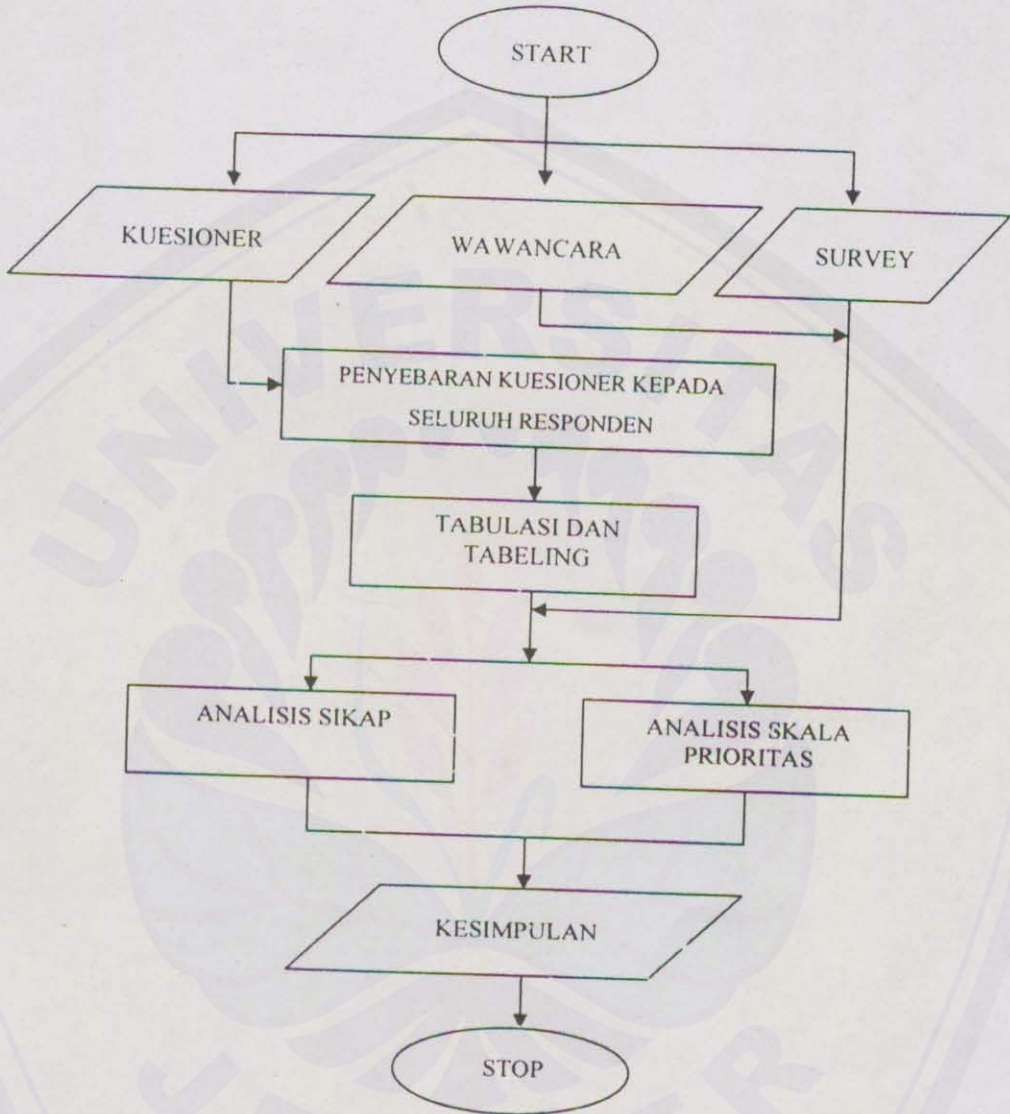 START
KUESIONER
WAWANCARA
SURVEY
PENYEBARAN KUESIONER KEPADA
SELURUH RESPONDEN
TABULASI DAN
TABELING
ANALISIS SIKAP
ANALISIS SKALA
PRIORITAS
KESIMPULAN
STOP
UNIVERSITAS